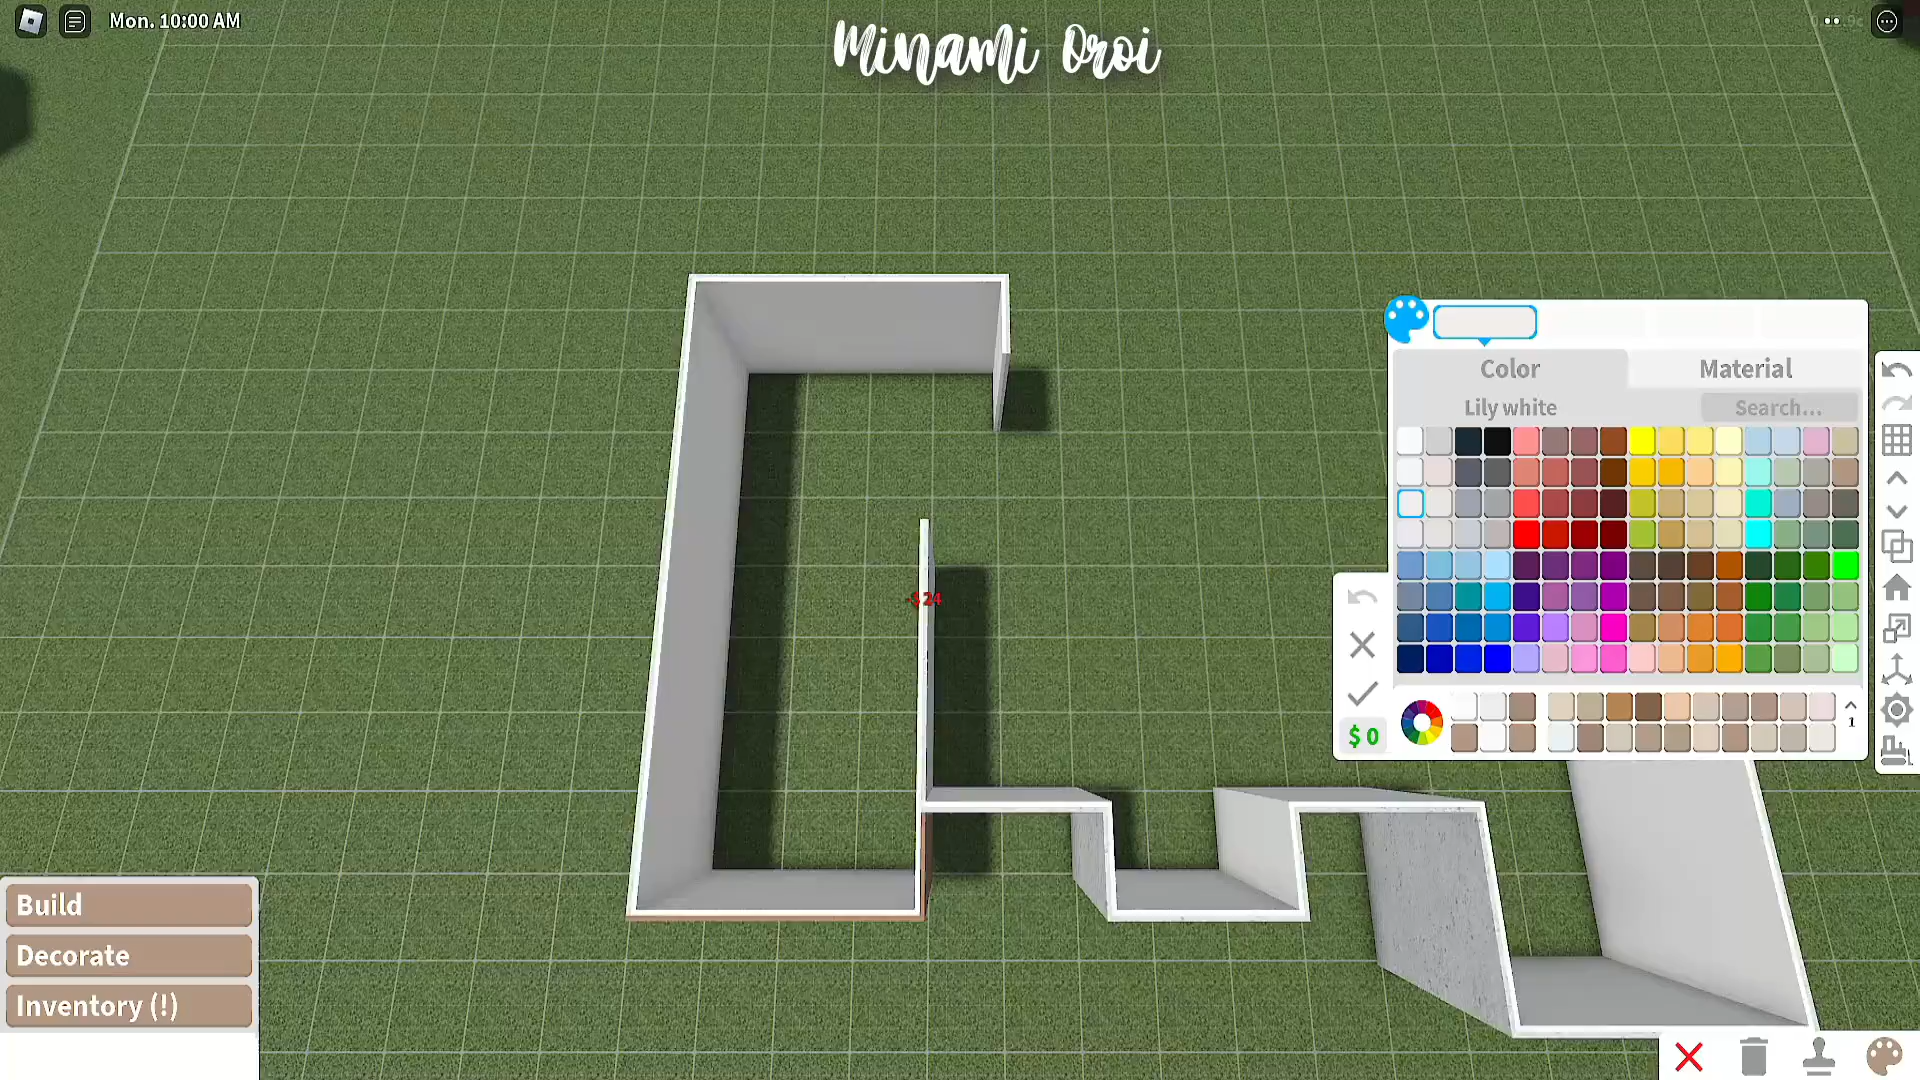 Mon. 10:00 AM
Minami Oroi
Color
Material
Lily white
Search...
-$24
$ 0
1
Build
Decorate
Inventory (!)